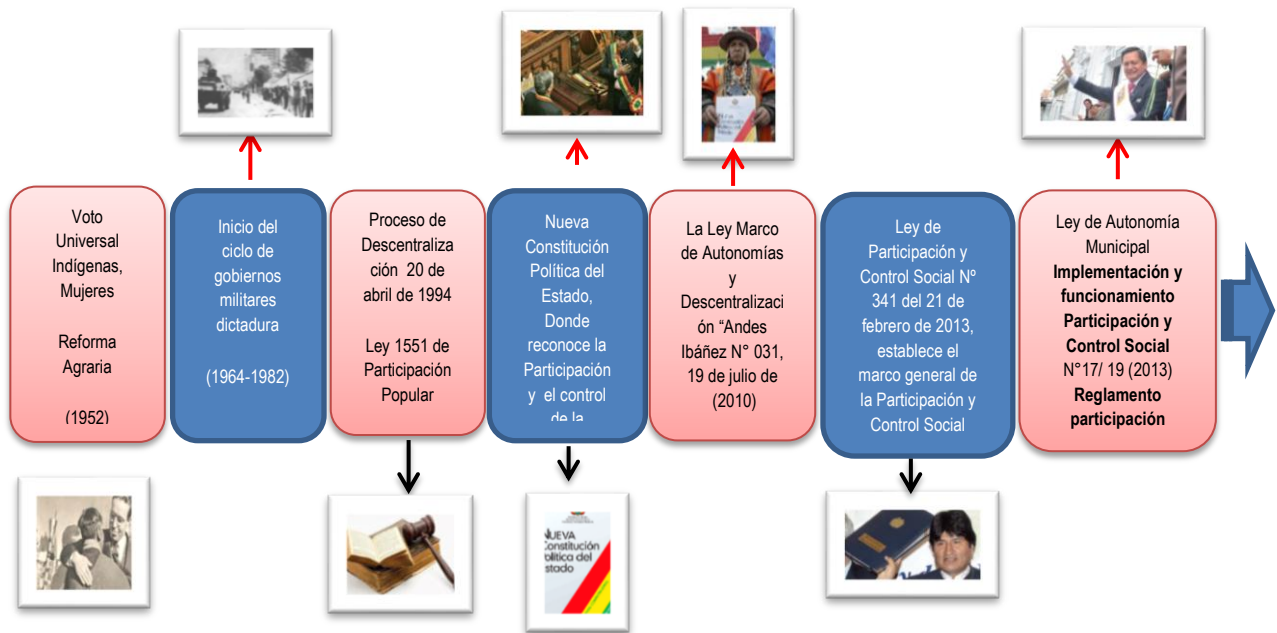 Voto
Universal
Indígenas,
Mujeres
Reforma
Agraria
(1952)
Inicio del
ciclo de
gobiernos
militares
dictadura
(1964-1982)
Proceso de
Descentraliza
ción 20 de
abril de 1994
Ley 1551 de
Participación
Popular
Nueva
Constitución
Política del
Estado,
Donde
reconoce la
Participación
y el control
de la
La Ley Marco
de Autonomías
y
Descentralizaci
ón “Andes
Ibáñez N° 031,
19 de julio de
(2010)
Ley de
Participación y
Control Social Nº
341 del 21 de
febrero de 2013,
establece el
marco general de
la Participación y
Control Social
Ley de Autonomía
Municipal
Implementación y
funcionamiento
Participación y
Control Social
N°17/ 19 (2013)
Reglamento
participación
NUEVA
Constitución
Política del
Estado